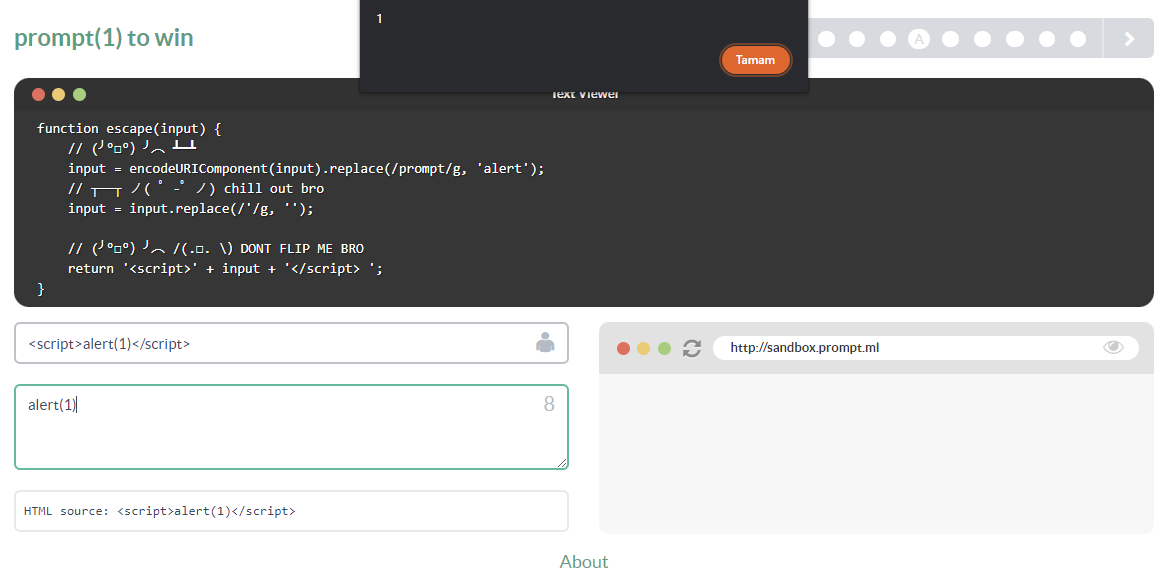 1
Tamam
prompt(1) to win
A
Text Viewer
function escape(input) {
// (╯°□°)╯︵ ┻━┻
input = encodeURIComponent(input).replace(/prompt/g, 'alert');
// ┬──┬ ノ( ゜-゜ノ) chill out bro
input = input.replace(/'/g, '');
// (╯°□°)╯︵ /(.□. \) DONT FLIP ME BRO
return '<script>' + input + '</script> ';
}
<script>alert(1)</script>
http://sandbox.prompt.ml
alert(1)
8
HTML source: <script>alert(1)</script>
About